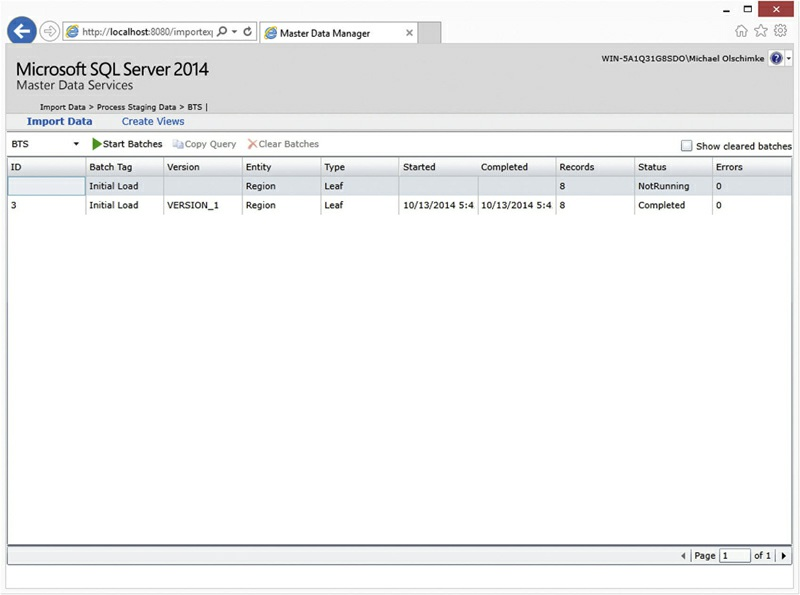 http://localhost:8080/importex
Master Data Manager
WIN-5A1Q31GBSDO\Michael Olschimke
Microsoft SQL Server 2014
Master Data Services
Import Data > Process Staging Data > BTS |
Import Data Create Views
BTS Start Batches Copy Query Clear Batches Show cleared batches
ID Batch Tag Version Entity Type Started Completed Records Status Errors
Initial Load Region Leaf 8 NotRunning 0
3 Initial Load VERSION_1 Region Leaf 10/13/2014 5:4 10/13/2014 5:4 8 Completed 0
Page 1 of 1